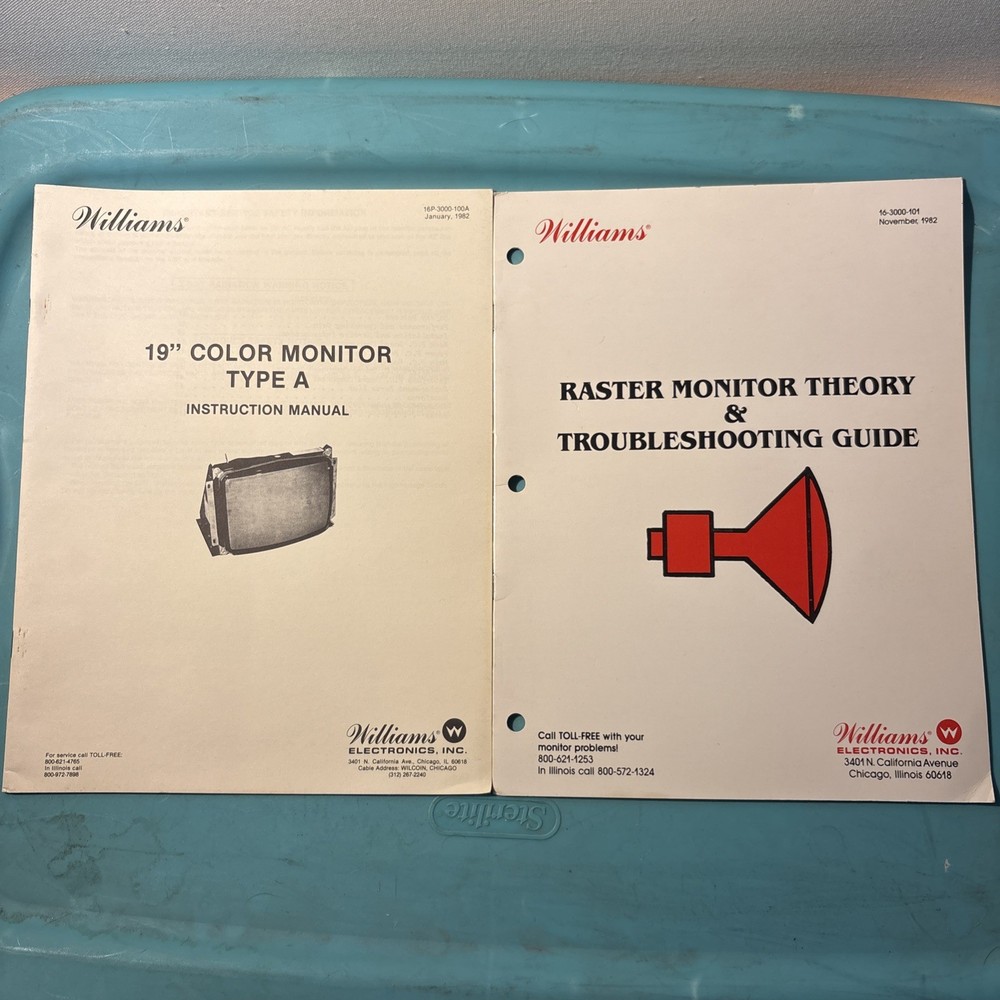 Williams®
16P-3000-100A
January, 1982
19” COLOR MONITOR
TYPE A
INSTRUCTION MANUAL
For service call TOLL-FREE:
800-621-4765
In Illinois call
800-972-7898
Williams®
ELECTRONICS, INC.
3401 N. California Ave., Chicago, IL 60618
Cable Address: WILCOIN, CHICAGO
(312) 267-2240
Williams®
16-3000-101
November, 1982
RASTER MONITOR THEORY
&
TROUBLESHOOTING GUIDE
Call TOLL-FREE with your
monitor problems!
800-621-1253
In Illinois call 800-572-1324
Williams®
ELECTRONICS, INC.
3401 N. California Avenue
Chicago, Illinois 60618
Sterilite